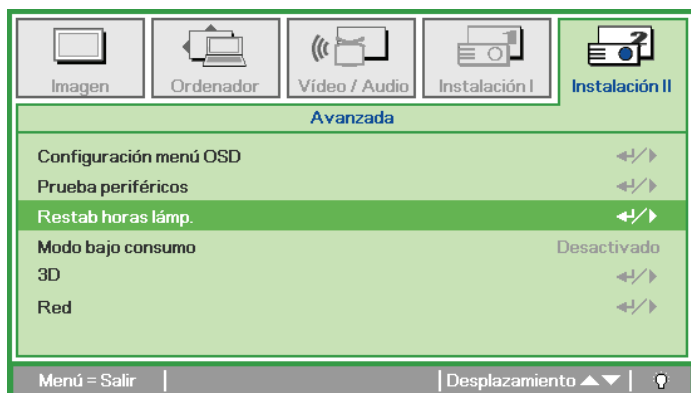 Imagen Ordenador Vídeo / Audio Instalación I Instalación II
Avanzada
Configuración menú OSD
Prueba periféricos
Restab horas lámp.
Modo bajo consumo Desactivado
3D
Red
Menú = Salir Desplazamiento